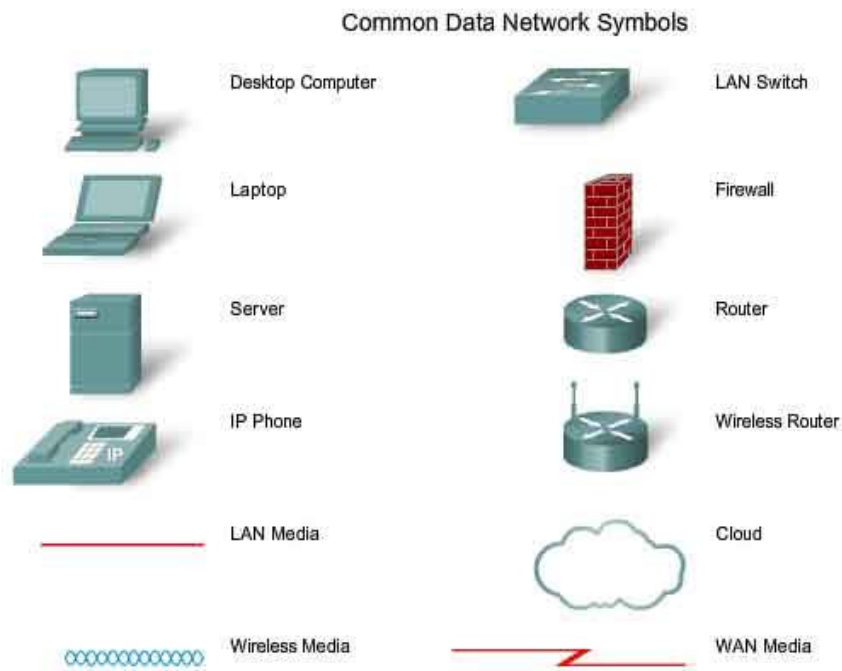 Common Data Network Symbols
Desktop Computer
LAN Switch
Laptop
Firewall
Server
Router
IP Phone
IP
Wireless Router
LAN Media
Cloud
Wireless Media
WAN Media